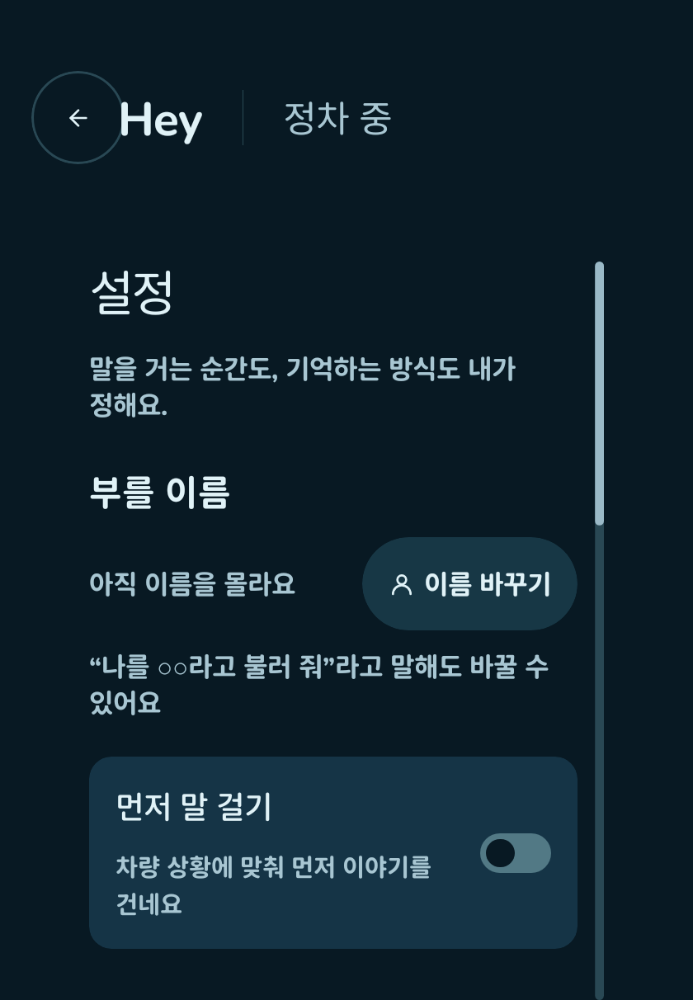 Hey
정차 중
설정
말을 거는 순간도, 기억하는 방식도 내가
정해요.
부를 이름
아직 이름을 몰라요
이름 바꾸기
“나를 ○○라고 불러 줘”라고 말해도 바꿀 수
있어요
먼저 말 걸기
차량 상황에 맞춰 먼저 이야기를
건네요